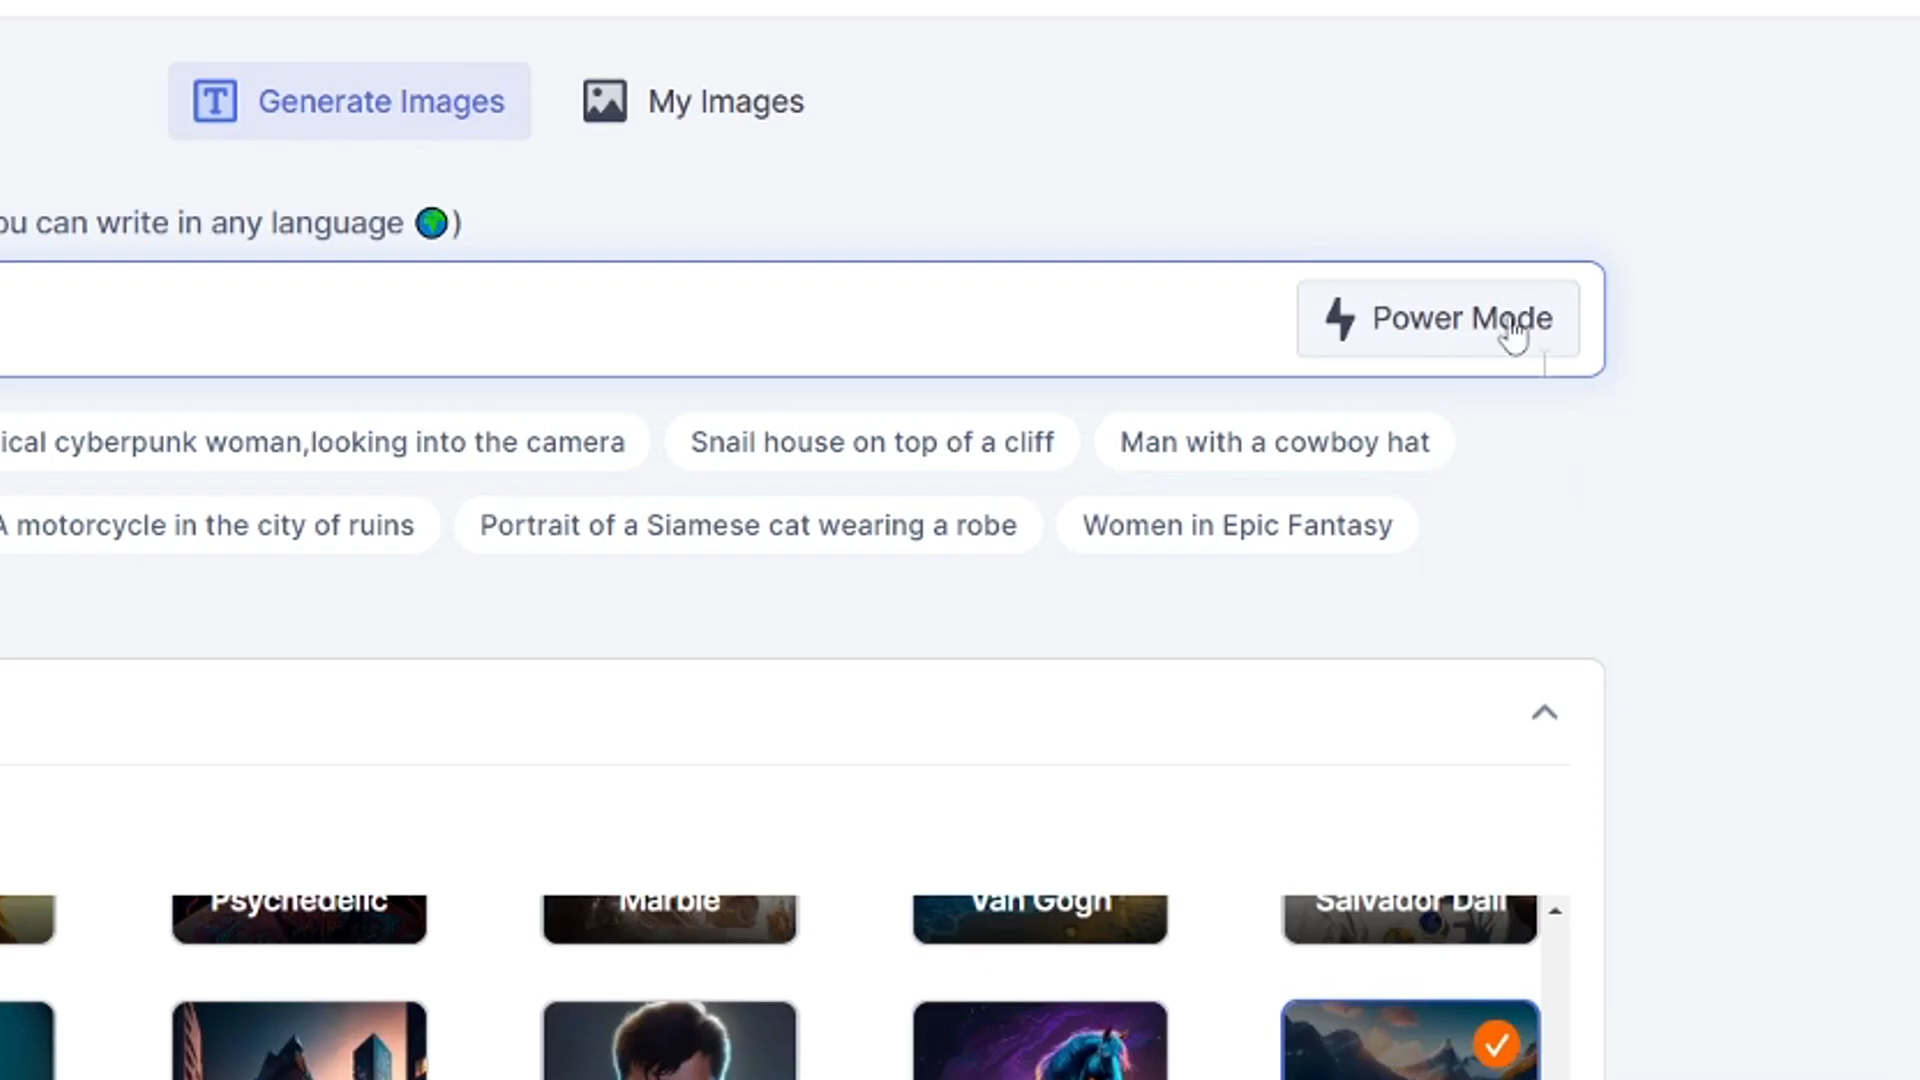 Generate Images
My Images
ou can write in any language 🌍)
Power Mode
ical cyberpunk woman,looking into the camera
Snail house on top of a cliff
Man with a cowboy hat
A motorcycle in the city of ruins
Portrait of a Siamese cat wearing a robe
Women in Epic Fantasy
Psychedelic
Marble
Van Gogh
Salvador Dali